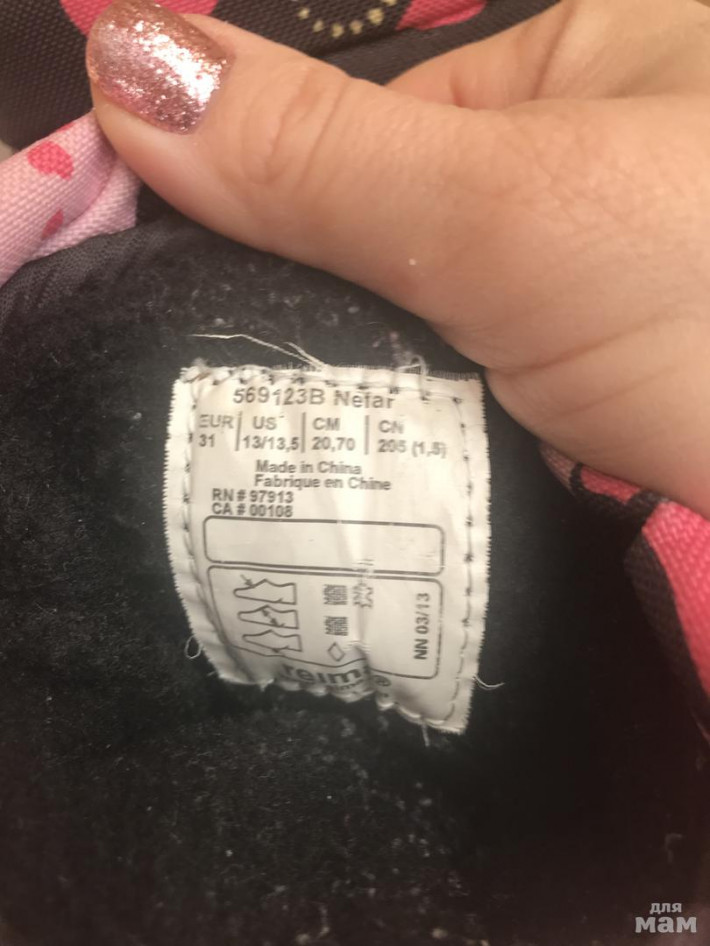 569123B Nefar
EUR US CM CN
31 13/13,5 20,70 205 (1,5)
Made in China
Fabrique en Chine
RN # 97913
CA # 00108
NN 03/13
reima
для
мам